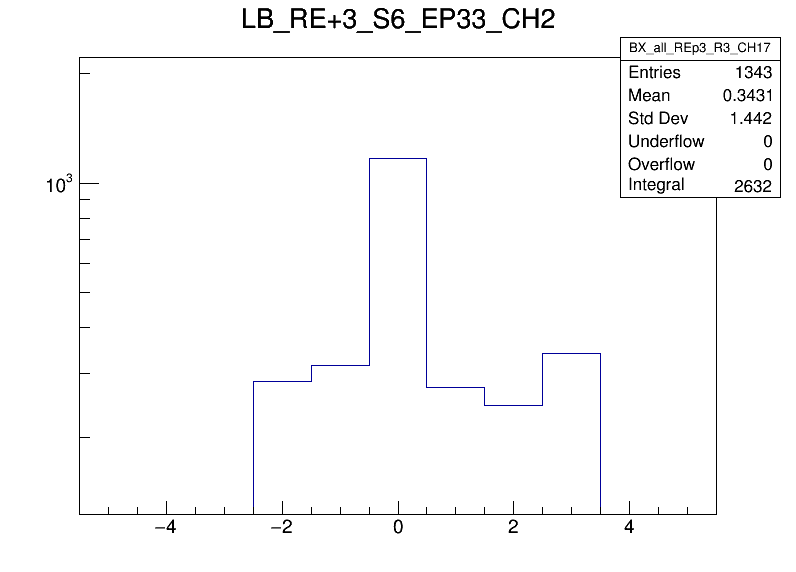 LB_RE+3_S6_EP33_CH2
BX_all_REp3_R3_CH17
Entries 1343
Mean 0.3431
Std Dev 1.442
Underflow 0
Overflow 0
Integral 2632
10³
−4 −2 0 2 4